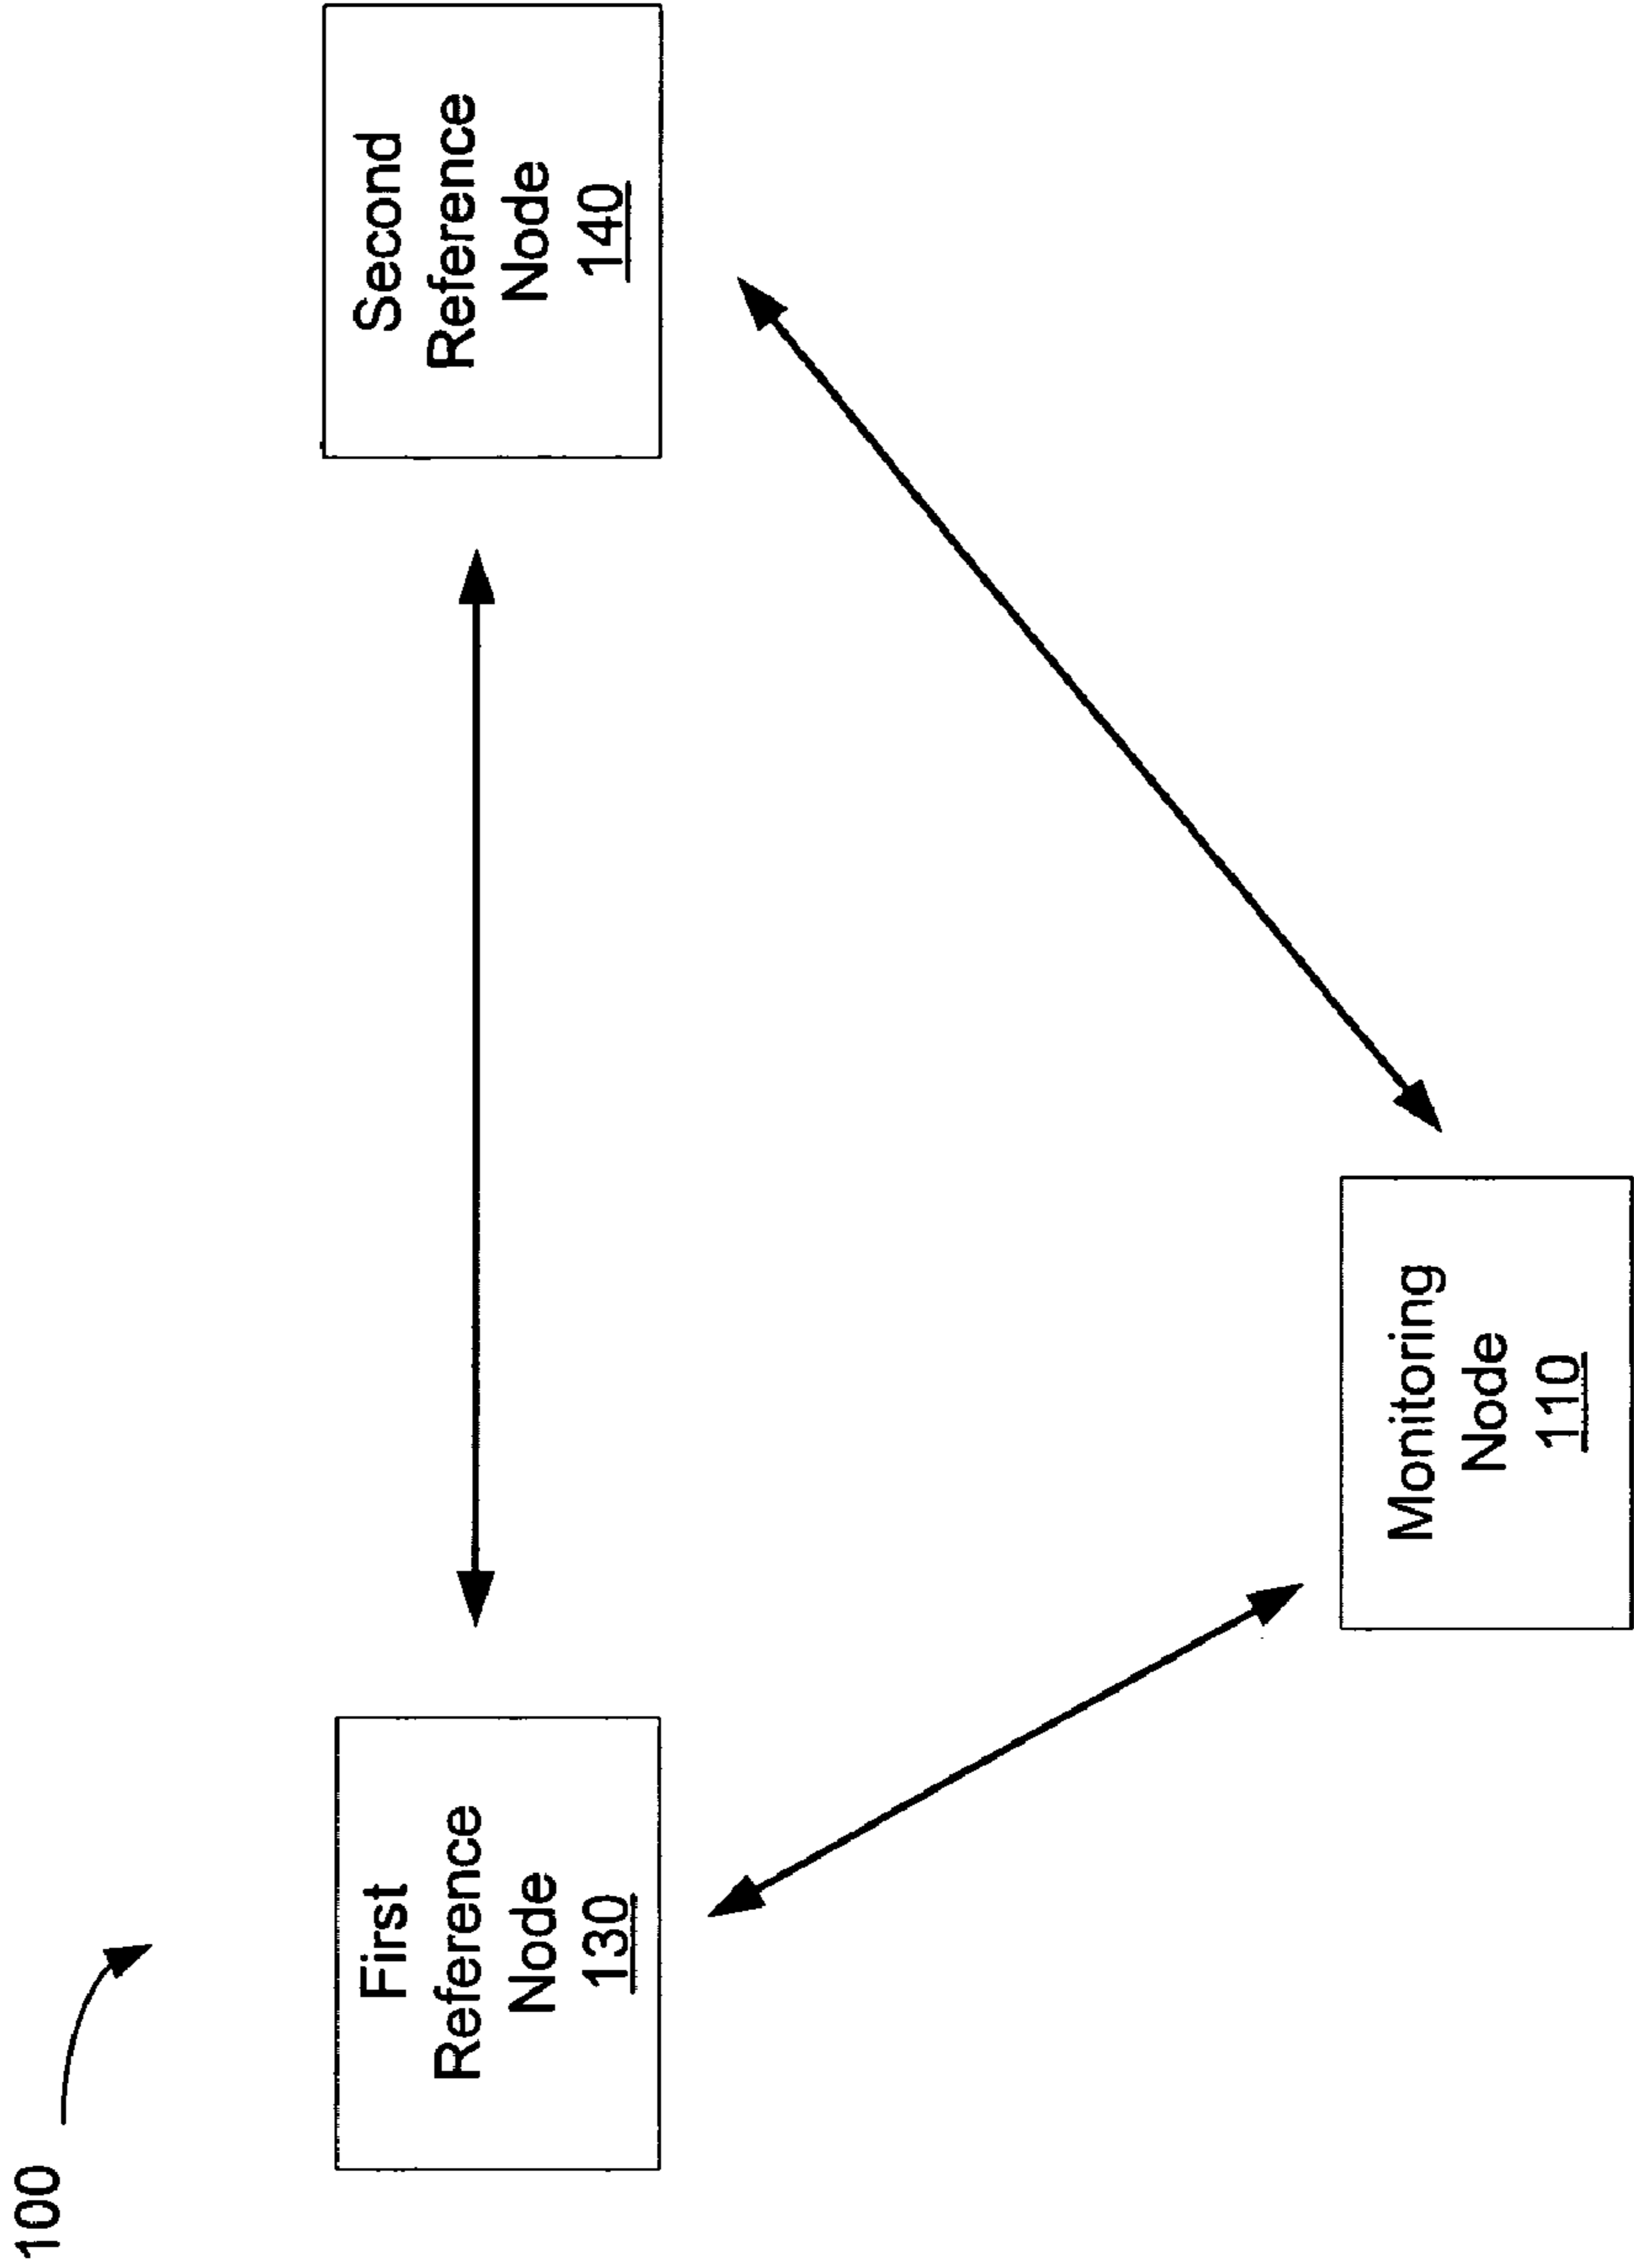 100
First
Reference
Node
130
Second
Reference
Node
140
Monitoring
Node
110